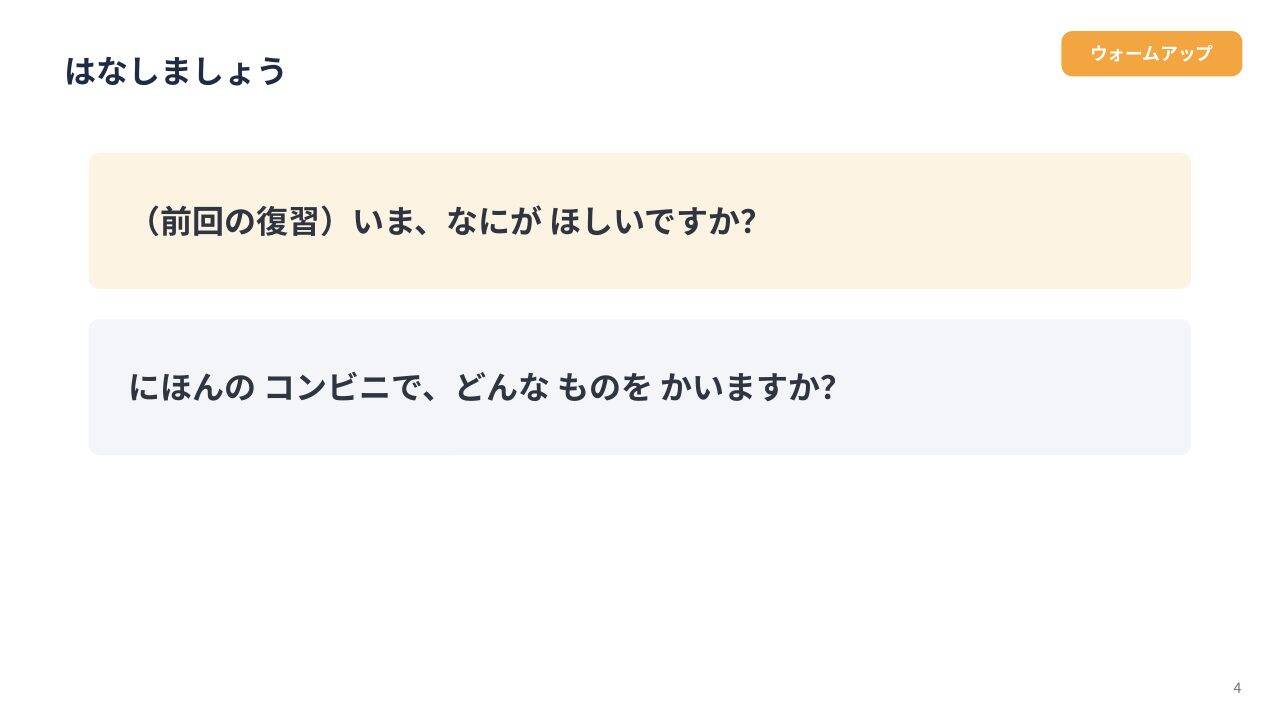 はなしましょう
ウォームアップ
（前回の復習）いま、なにが ほしいですか?
にほんの コンビニで、どんな ものを かいますか?
4